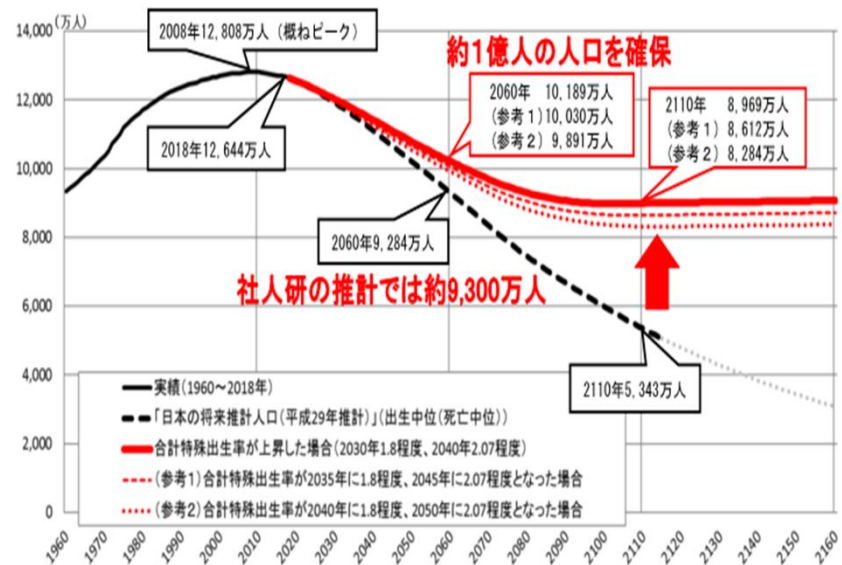 (万人)
14,000
12,000
10,000
8,000
6,000
4,000
2,000
0
2008年12,808万人（概ねピーク）
2018年12,644万人
約１億人の人口を確保
2060年　10,189万人
(参考１)10,030万人
(参考２) 9,891万人
2110年　8,969万人
(参考１) 8,612万人
(参考２) 8,284万人
2060年9,284万人
社人研の推計では約9,300万人
2110年5,343万人
実績（1960～2018年）
「日本の将来推計人口（平成29年推計）」（出生中位（死亡中位））
合計特殊出生率が上昇した場合（2030年1.8程度、2040年2.07程度）
（参考１）合計特殊出生率が2035年に1.8程度、2045年に2.07程度となった場合
（参考２）合計特殊出生率が2040年に1.8程度、2050年に2.07程度となった場合
1960
1970
1980
1990
2000
2010
2020
2030
2040
2050
2060
2070
2080
2090
2100
2110
2120
2130
2140
2150
2160